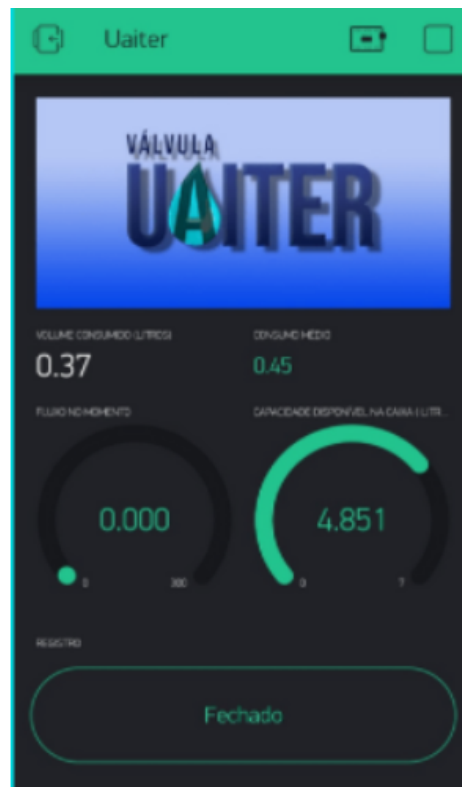 Uaiter
VÁLVULA
UAITER
VOLUME CONSUMIDO (LITROS)
CONSUMO MÉDIO
0.37
0.45
FLUXO NO MOMENTO
CAPACIDADE DISPONÍVEL NA CAIXA ( LITR...
0.000
4.851
0
300
0
7
REGISTRO
Fechado